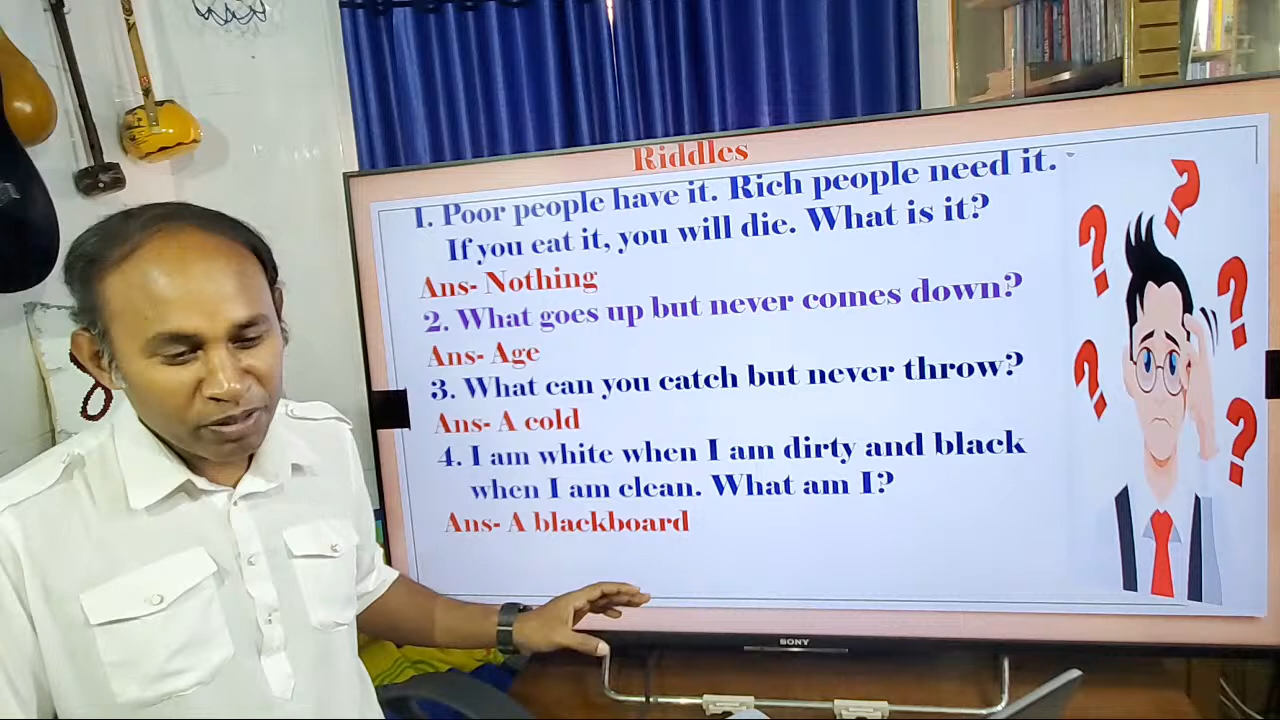 Riddles
1. Poor people have it. Rich people need it.
If you eat it, you will die. What is it?
Ans- Nothing
2. What goes up but never comes down?
Ans- Age
3. What can you catch but never throw?
Ans- A cold
4. I am white when I am dirty and black
when I am clean. What am I?
Ans- A blackboard
? ? ? ? ? 
SONY